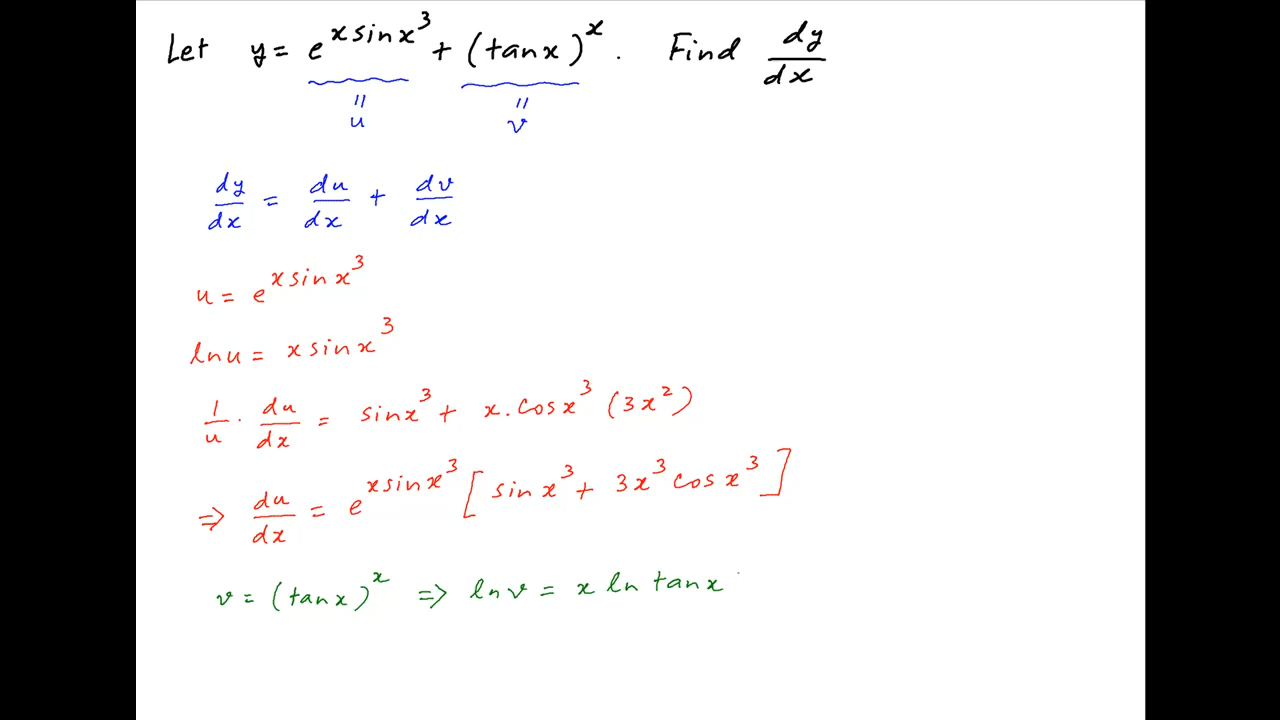 Let y = e^{x sin x^3} + (tan x)^x. Find dy/dx
= u = v
dy/dx = du/dx + dv/dx
u = e^{x sin x^3}
ln u = x sin x^3
1/u · du/dx = sin x^3 + x. cos x^3 (3x^2)
⇒ du/dx = e^{x sin x^3} [ sin x^3 + 3x^3 cos x^3 ]
v = (tan x)^x ⇒ ln v = x ln tan x